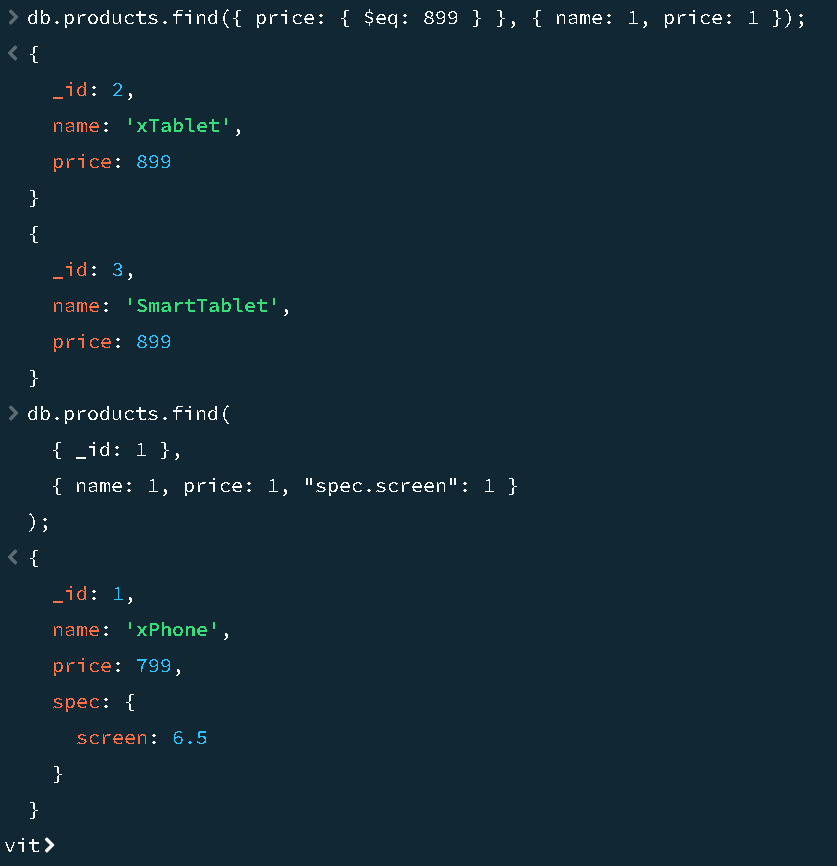 > db.products.find({ price: { $eq: 899 } }, { name: 1, price: 1 });
< {
    _id: 2,
    name: 'xTablet',
    price: 899
  }
  {
    _id: 3,
    name: 'SmartTablet',
    price: 899
  }
> db.products.find(
    { _id: 1 },
    { name: 1, price: 1, "spec.screen": 1 }
  );
< {
    _id: 1,
    name: 'xPhone',
    price: 799,
    spec: {
      screen: 6.5
    }
  }
vit>